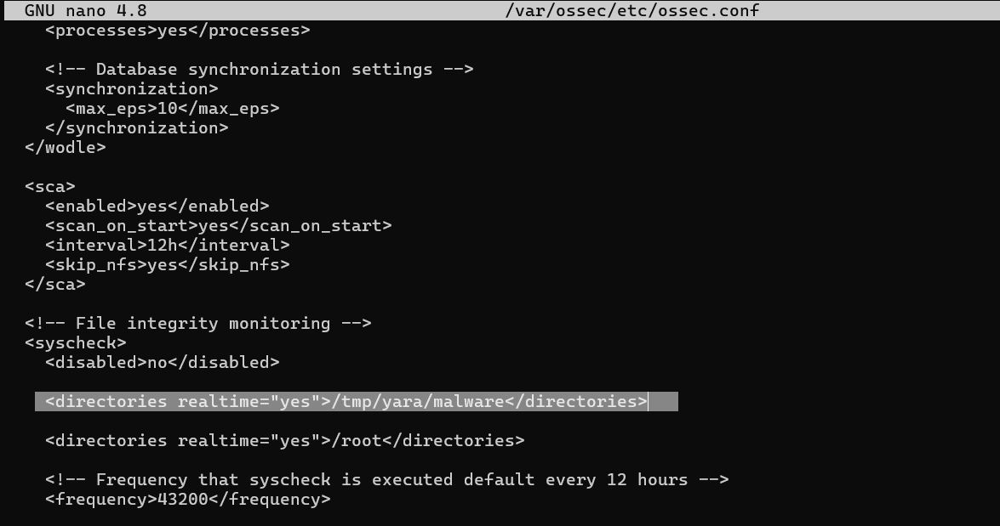 GNU nano 4.8 /var/ossec/etc/ossec.conf
<processes>yes</processes>
<!-- Database synchronization settings -->
<synchronization>
<max_eps>10</max_eps>
</synchronization>
</wodle>
<sca>
<enabled>yes</enabled>
<scan_on_start>yes</scan_on_start>
<interval>12h</interval>
<skip_nfs>yes</skip_nfs>
</sca>
<!-- File integrity monitoring -->
<syscheck>
<disabled>no</disabled>
<directories realtime="yes">/tmp/yara/malware</directories>
<directories realtime="yes">/root</directories>
<!-- Frequency that syscheck is executed default every 12 hours -->
<frequency>43200</frequency>